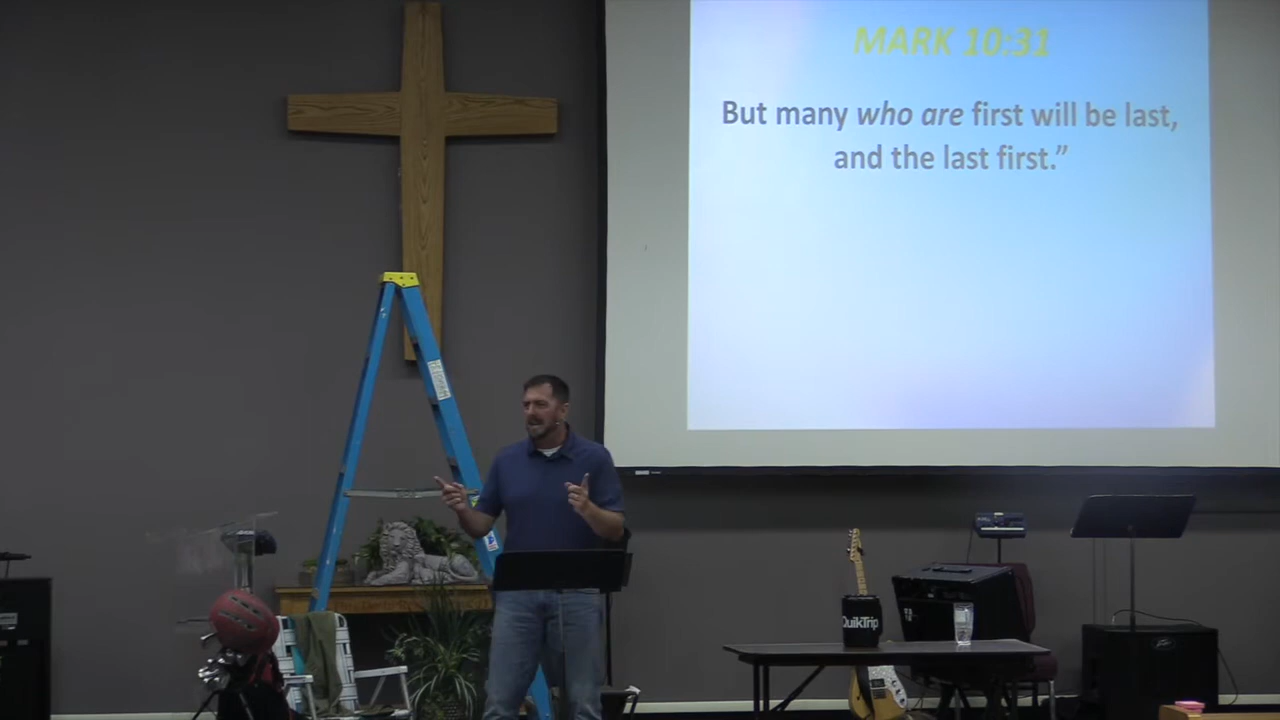 MARK 10:31
But many who are first will be last,
and the last first.”
QuikTrip